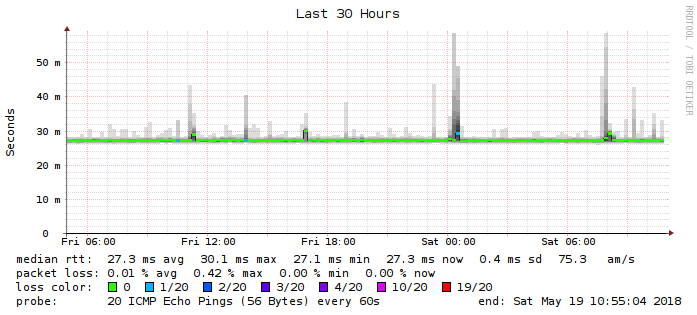 Last 30 Hours
RRDTOOL / TOBI OETIKER
Seconds
50 m
40 m
30 m
20 m
10 m
0
Fri 06:00 Fri 12:00 Fri 18:00 Sat 00:00 Sat 06:00
median rtt: 27.3 ms avg 30.1 ms max 27.1 ms min 27.3 ms now 0.4 ms sd 75.3 am/s
packet loss: 0.01 % avg 0.42 % max 0.00 % min 0.00 % now
loss color: 0 1/20 2/20 3/20 4/20 10/20 19/20
probe: 20 ICMP Echo Pings (56 Bytes) every 60s end: Sat May 19 10:55:04 2018